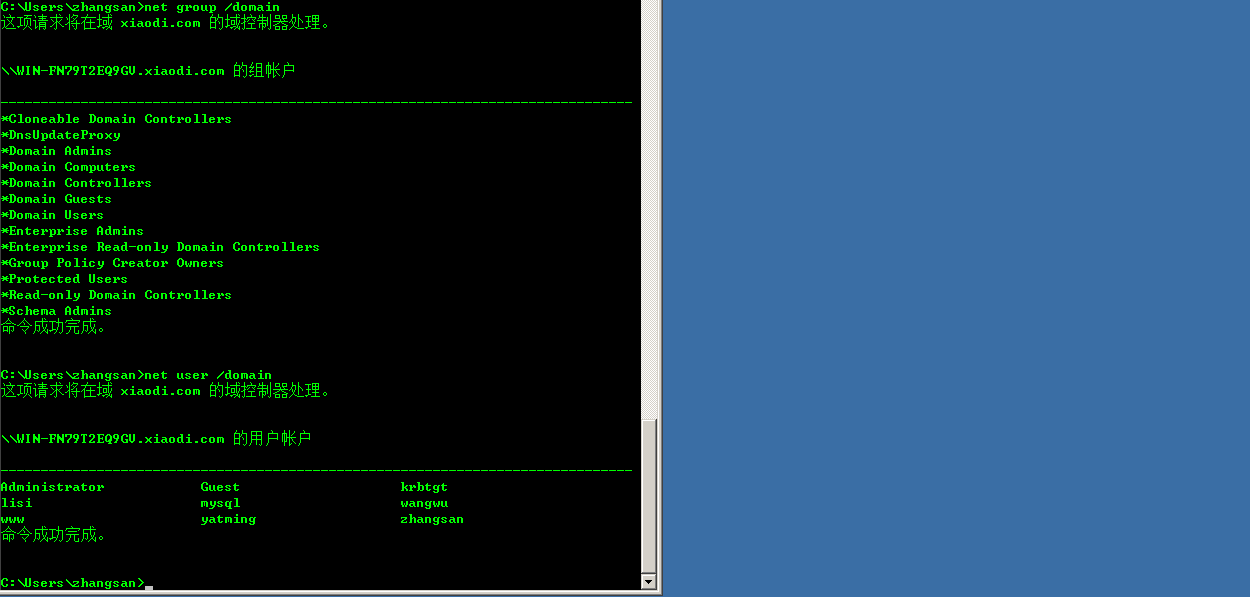 C:\Users\zhangsan>net group /domain
这项请求将在域 xiaodi.com 的域控制器处理。
\\WIN-FN79T2EQ9GV.xiaodi.com 的组帐户
-------------------------------------------------------------------------------
*Cloneable Domain Controllers
*DnsUpdateProxy
*Domain Admins
*Domain Computers
*Domain Controllers
*Domain Guests
*Domain Users
*Enterprise Admins
*Enterprise Read-only Domain Controllers
*Group Policy Creator Owners
*Protected Users
*Read-only Domain Controllers
*Schema Admins
命令成功完成。
C:\Users\zhangsan>net user /domain
这项请求将在域 xiaodi.com 的域控制器处理。
\\WIN-FN79T2EQ9GV.xiaodi.com 的用户帐户
-------------------------------------------------------------------------------
Administrator Guest krbtgt
lisi mysql wangwu
www yatming zhangsan
命令成功完成。
C:\Users\zhangsan>